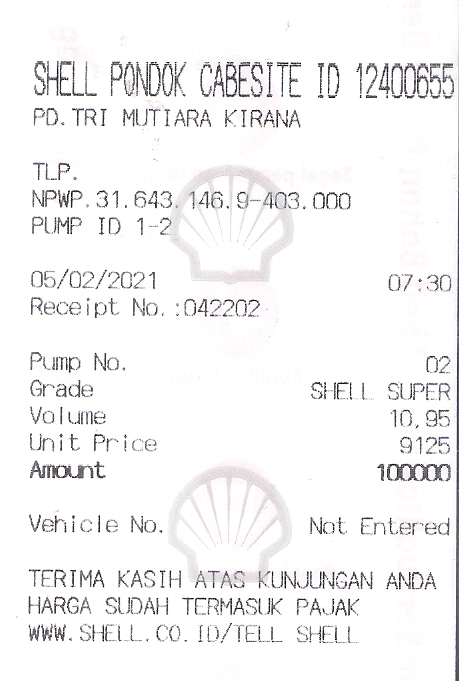 SHELL PONDOK CABESITE ID 12400655
PD.TRI MUTIARA KIRANA
TLP.
NPWP.31.643.146.9-403.000
PUMP ID 1-2
05/02/2021 07:30
Receipt No.:042202
Pump No. 02
Grade SHELL SUPER
Volume 10,95
Unit Price 9125
Amount 100000
Vehicle No. Not Entered
TERIMA KASIH ATAS KUNJUNGAN ANDA
HARGA SUDAH TERMASUK PAJAK
WWW.SHELL.CO.ID/TELL SHELL